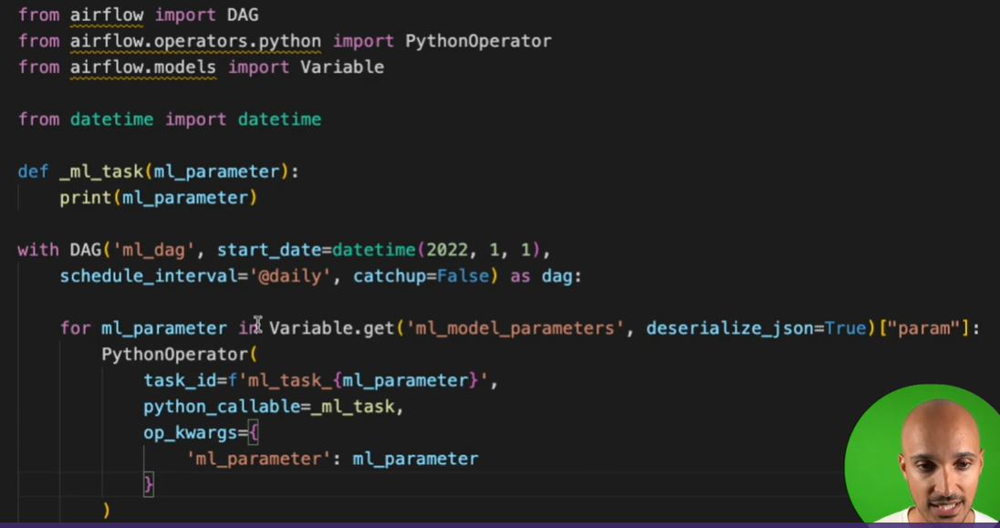 from airflow import DAG
from airflow.operators.python import PythonOperator
from airflow.models import Variable
from datetime import datetime
def _ml_task(ml_parameter):
    print(ml_parameter)
with DAG('ml_dag', start_date=datetime(2022, 1, 1),
    schedule_interval='@daily', catchup=False) as dag:
    for ml_parameter in Variable.get('ml_model_parameters', deserialize_json=True)["param"]:
        PythonOperator(
            task_id=f'ml_task_{ml_parameter}',
            python_callable=_ml_task,
            op_kwargs={
                'ml_parameter': ml_parameter
            }
        )